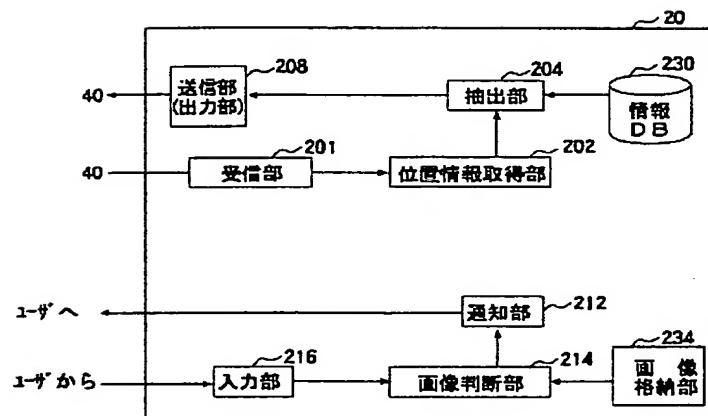 20
208
204
230
40
送信部
(出力部)
抽出部
情報
DB
201
202
40
受信部
位置情報取得部
ユーザへ
212
通知部
216
214
234
ユーザから
入力部
画像判断部
画像
格納部